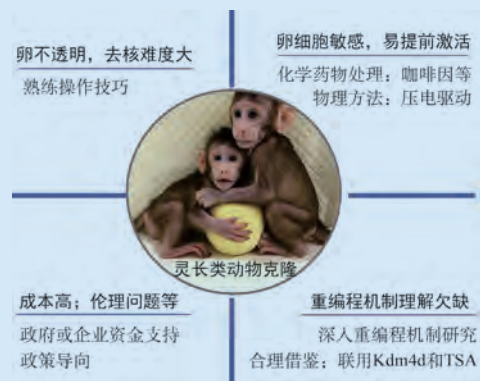 卵不透明，去核难度大
熟练操作技巧
卵细胞敏感，易提前激活
化学药物处理：咖啡因等
物理方法：压电驱动
灵长类动物克隆
成本高；伦理问题等
政府或企业资金支持
政策导向
重编程机制理解欠缺
深入重编程机制研究
合理借鉴：联用Kdm4d和TSA